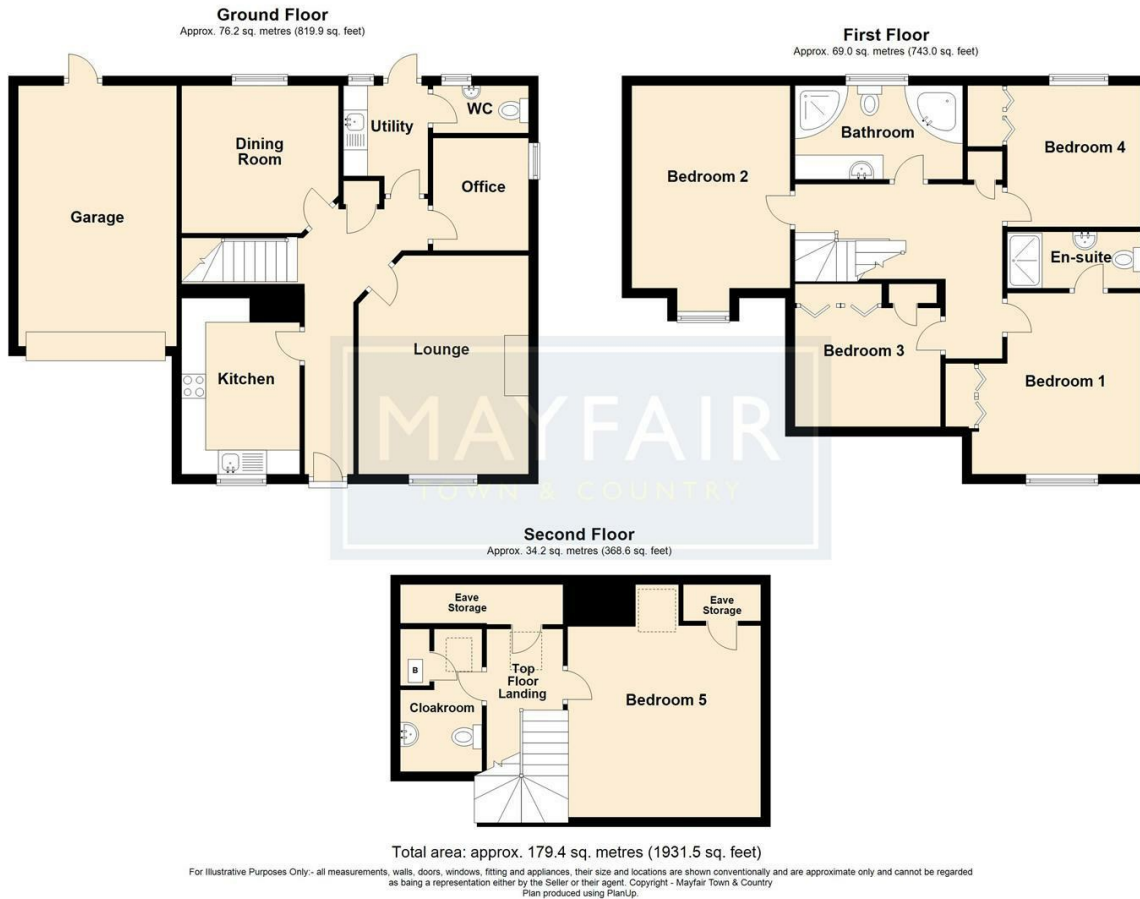 Ground Floor
Approx. 76.2 sq. metres (819.9 sq. feet)
Garage
Dining
Room
Utility
WC
Office
Kitchen
Lounge
First Floor
Approx. 69.0 sq. metres (743.0 sq. feet)
Bedroom 2
Bathroom
Bedroom 4
En-suite
Bedroom 3
Bedroom 1
MAYFAIR
TOWN & COUNTRY
Second Floor
Approx. 34.2 sq. metres (368.6 sq. feet)
Eave
Storage
Eave
Storage
B
Top
Floor
Landing
Cloakroom
Bedroom 5
Total area: approx. 179.4 sq. metres (1931.5 sq. feet)
For Illustrative Purposes Only:- all measurements, walls, doors, windows, fitting and appliances, their size and locations are shown conventionally and are approximate only and cannot be regarded
as being a representation either by the Seller or their agent. Copyright - Mayfair Town & Country
Plan produced using PlanUp.